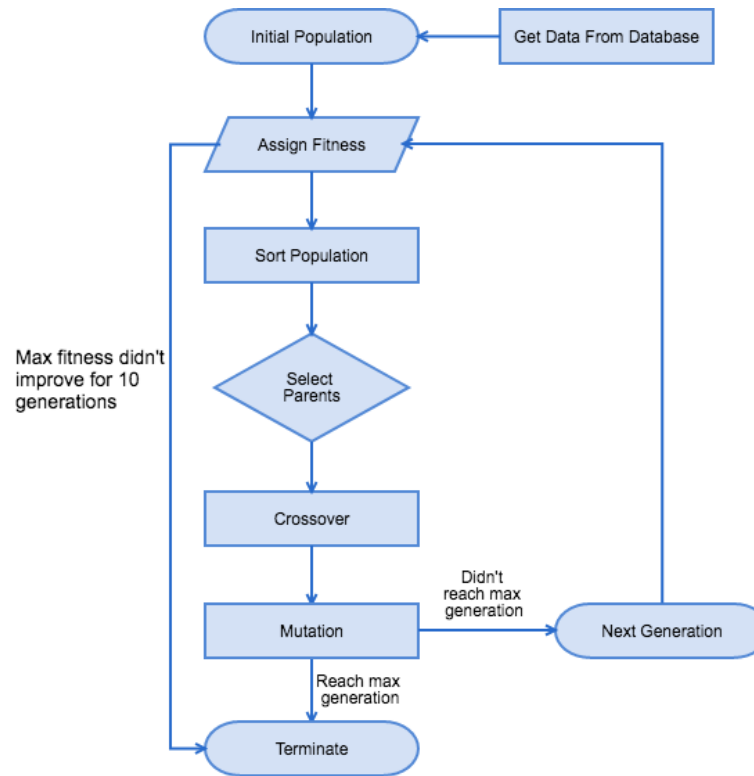 Initial Population
Get Data From Database
Assign Fitness
Sort Population
Max fitness didn't
improve for 10
generations
Select
Parents
Crossover
Didn't
reach max
generation
Mutation
Next Generation
Reach max
generation
Terminate